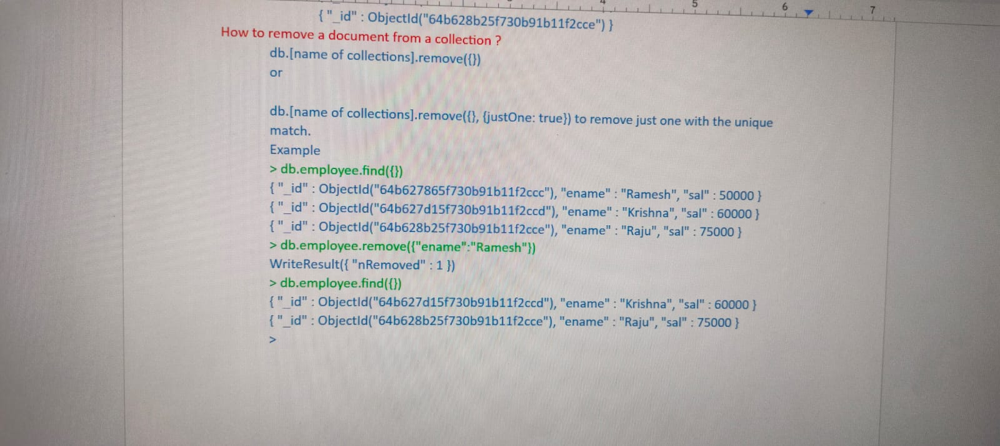 4 5 6 7
{ "_id" : ObjectId("64b628b25f730b91b11f2cce") }
How to remove a document from a collection ?
db.[name of collections].remove({})
or
db.[name of collections].remove({}, {justOne: true}) to remove just one with the unique
match.
Example
> db.employee.find({})
{ "_id" : ObjectId("64b627865f730b91b11f2ccc"), "ename" : "Ramesh", "sal" : 50000 }
{ "_id" : ObjectId("64b627d15f730b91b11f2ccd"), "ename" : "Krishna", "sal" : 60000 }
{ "_id" : ObjectId("64b628b25f730b91b11f2cce"), "ename" : "Raju", "sal" : 75000 }
> db.employee.remove({"ename":"Ramesh"})
WriteResult({ "nRemoved" : 1 })
> db.employee.find({})
{ "_id" : ObjectId("64b627d15f730b91b11f2ccd"), "ename" : "Krishna", "sal" : 60000 }
{ "_id" : ObjectId("64b628b25f730b91b11f2cce"), "ename" : "Raju", "sal" : 75000 }
>